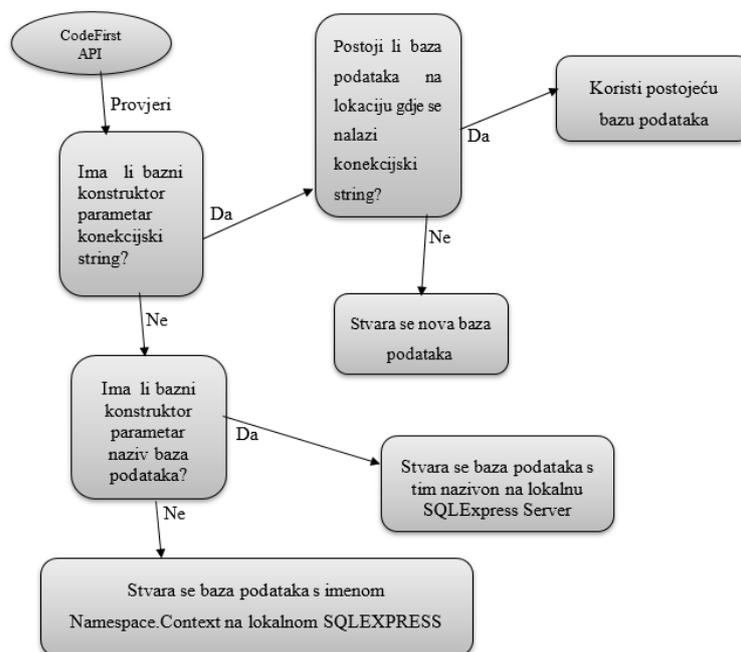 CodeFirst
API
Provjeri
Ima li bazni
konstruktor
parametar
konekcijski
string?
Da
Postoji li baza
podataka na
lokaciju gdje se
nalazi
konekcijski
string?
Da
Koristi postojeću
bazu podataka
Ne
Stvara se nova baza
podataka
Ne
Ima li bazni
konstruktor
parametar
naziv baza
podataka?
Da
Stvara se baza podataka s
tim nazivon na lokalnu
SQLExpress Server
Ne
Stvara se baza podataka s imenom
Namespace.Context na lokalnom SQLEXPRESS